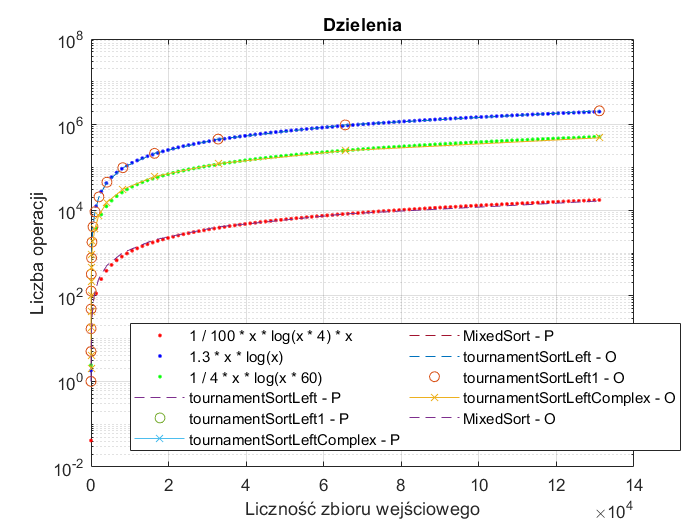 Dzielenia
10^8
10^6
10^4
10^2
10^0
10^-2
Liczba operacji
1 / 100 * x * log(x * 4) * x
1.3 * x * log(x)
1 / 4 * x * log(x * 60)
tournamentSortLeft - P
tournamentSortLeft1 - P
tournamentSortLeftComplex - P
MixedSort - P
tournamentSortLeft - O
tournamentSortLeft1 - O
tournamentSortLeftComplex - O
MixedSort - O
0 2 4 6 8 10 12 14
×10^4
Liczność zbioru wejściowego